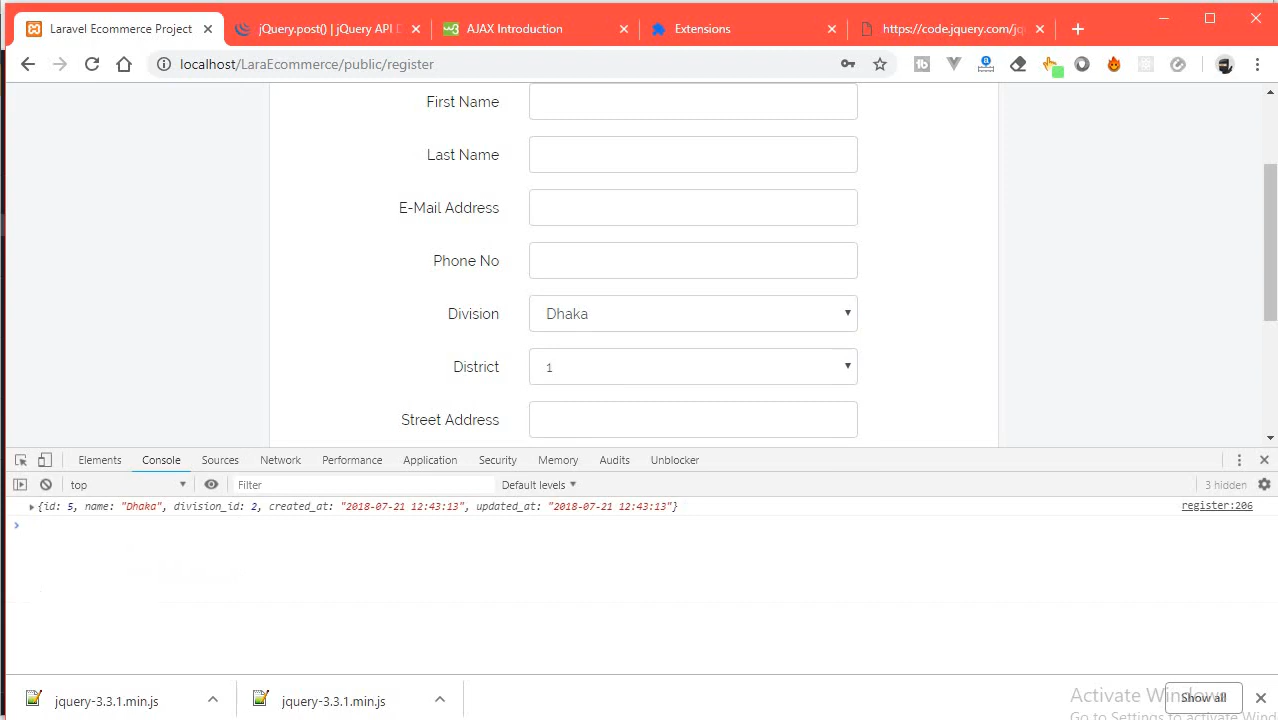 Laravel Ecommerce Project
jQuery.post() | jQuery API D
AJAX Introduction
Extensions
https://code.jquery.com/jq
localhost/LaraEcommerce/public/register
First Name
Last Name
E-Mail Address
Phone No
Division
Dhaka
District
1
Street Address
Elements Console Sources Network Performance Application Security Memory Audits Unblocker
top Filter Default levels 3 hidden
{id: 5, name: "Dhaka", division_id: 2, created_at: "2018-07-21 12:43:13", updated_at: "2018-07-21 12:43:13"} register:206
jquery-3.3.1.min.js
jquery-3.3.1.min.js
Show all
Activate Windows
Go to Settings to activate Wind